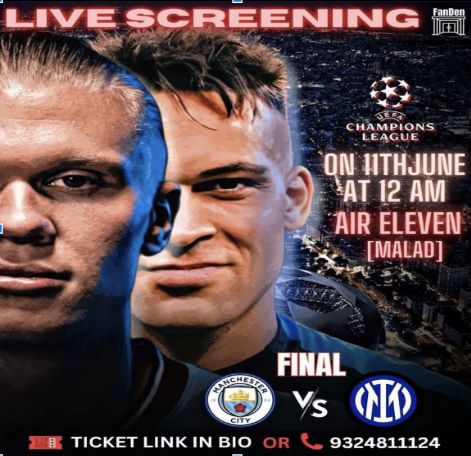 LIVE SCREENING
FanDen
UEFA
CHAMPIONS
LEAGUE
ON 11THJUNE
AT 12 AM
AIR ELEVEN
[MALAD]
FINAL
MANCHESTER
CITY
VS
TICKET LINK IN BIO OR 9324811124